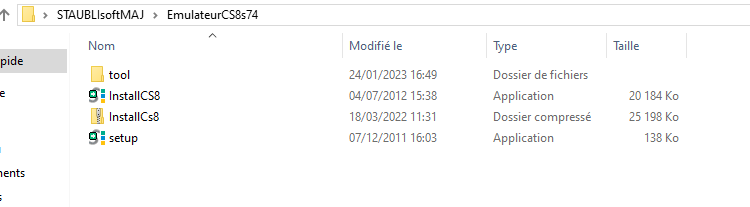 STAUBLIsoftMAJ > EmulateurCS8s74
Nom Modifié le Type Taille
pide
tool 24/01/2023 16:49 Dossier de fichiers
e
InstallCS8 04/07/2012 15:38 Application 20 184 Ko
InstallCs8 18/03/2022 11:31 Dossier compressé 25 198 Ko
setup 07/12/2011 16:03 Application 138 Ko
ments
s